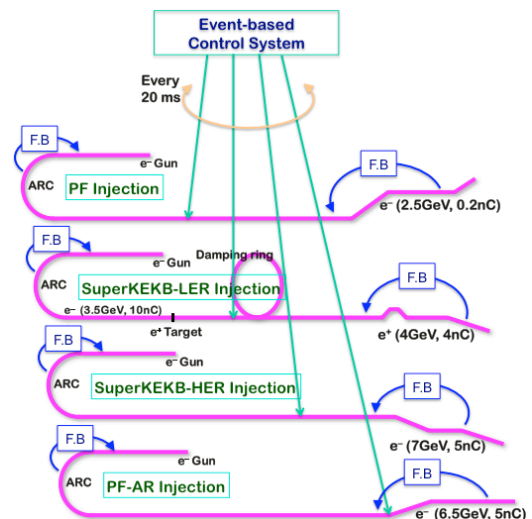 Event-based
Control System
Every
20 ms
F.B
e⁻ Gun
ARC
PF Injection
F.B
e⁻ (2.5GeV, 0.2nC)
F.B
Damping ring
e⁻ Gun
ARC
SuperKEKB-LER Injection
e⁻ (3.5GeV, 10nC)
e⁺ Target
F.B
e⁺ (4GeV, 4nC)
F.B
e⁻ Gun
ARC
SuperKEKB-HER Injection
F.B
e⁻ (7GeV, 5nC)
F.B
e⁻ Gun
ARC
PF-AR Injection
F.B
e⁻ (6.5GeV, 5nC)